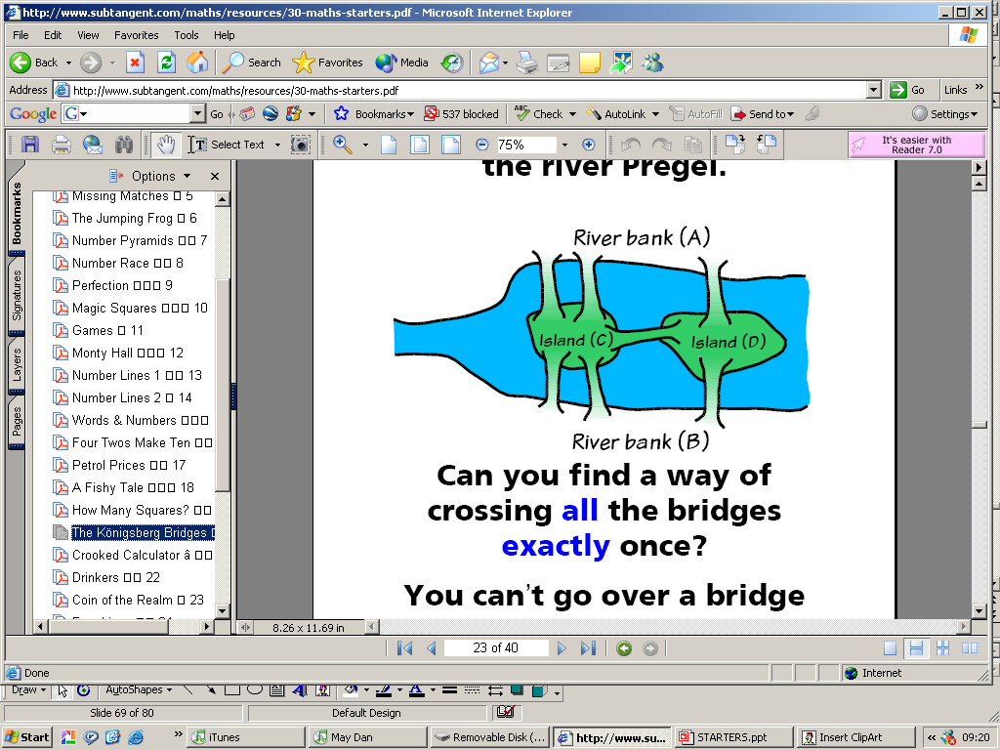 http://www.subtangent.com/maths/resources/30-maths-starters.pdf - Microsoft Internet Explorer
File Edit View Favorites Tools Help
Back Search Favorites Media
Address http://www.subtangent.com/maths/resources/30-maths-starters.pdf Go Links »
Google G Go Bookmarks 537 blocked ABC Check AutoLink AutoFill Send to Settings
Select Text 75% It's easier with
Reader 7.0
Bookmarks
Signatures
Layers
Pages
Options
Missing Matches 5
The Jumping Frog 6
Number Pyramids 7
Number Race 8
Perfection 9
Magic Squares 10
Games 11
Monty Hall 12
Number Lines 1 13
Number Lines 2 14
Words & Numbers
Four Twos Make Ten
Petrol Prices 17
A Fishy Tale 18
How Many Squares?
The Königsberg Bridges
Crooked Calculator â
Drinkers 22
Coin of the Realm 23
the river Pregel.
River bank (A)
Island (C)
Island (D)
River bank (B)
Can you find a way of
crossing all the bridges
exactly once?
You can't go over a bridge
8.26 x 11.69 in
23 of 40
Done Internet
Draw AutoShapes
Slide 69 of 80 Default Design
Start » iTunes May Dan Removable Disk (... http://www.su... STARTERS.ppt Insert ClipArt « 09:20